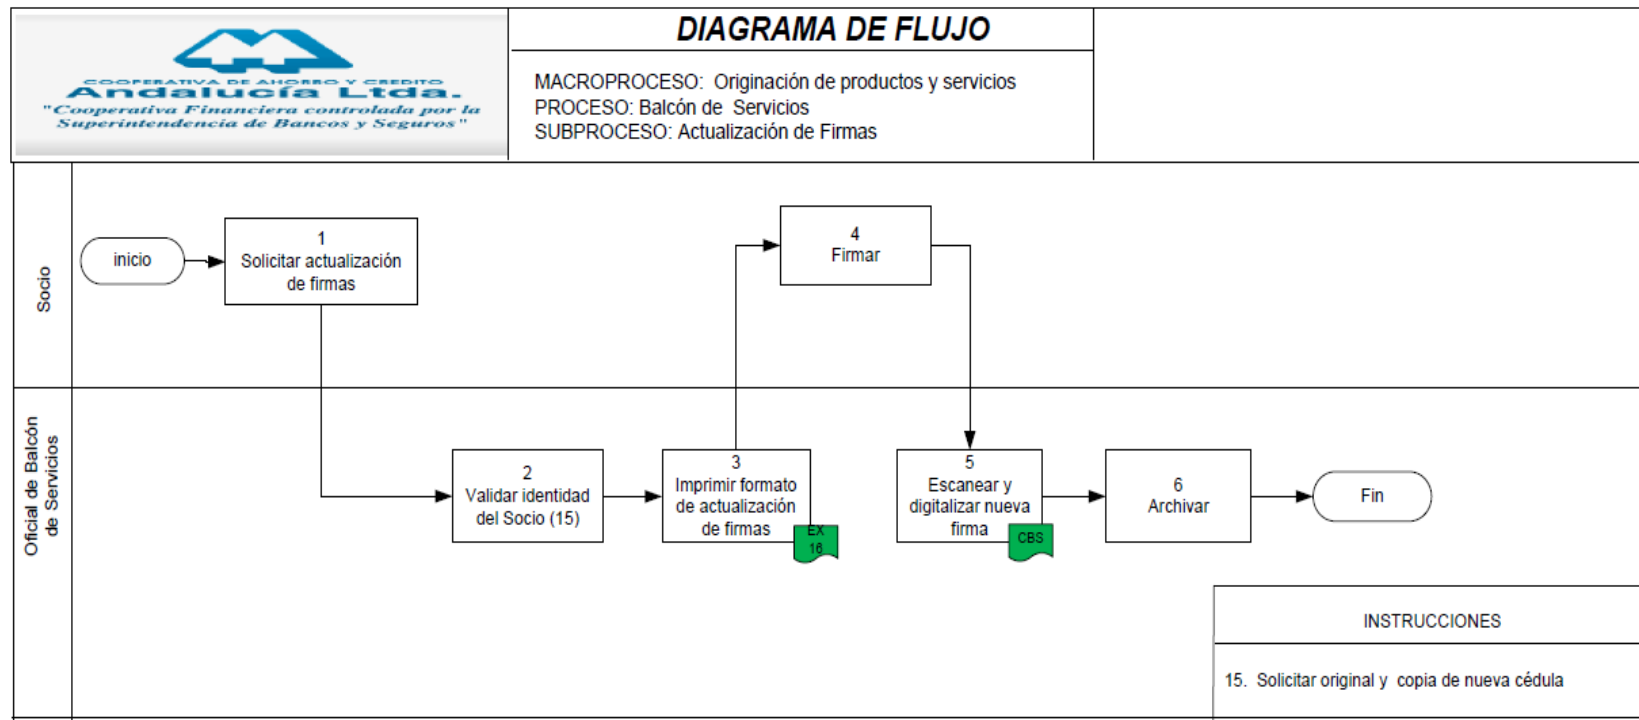 COOPERATIVA DE AHORRO Y CREDITO
Andalucía Ltda.
"Cooperativa Financiera controlada por la
Superintendencia de Bancos y Seguros"
DIAGRAMA DE FLUJO
MACROPROCESO: Originación de productos y servicios
PROCESO: Balcón de Servicios
SUBPROCESO: Actualización de Firmas
Socio
inicio
1
Solicitar actualización
de firmas
4
Firmar
Oficial de Balcón
de Servicios
2
Validar identidad
del Socio (15)
3
Imprimir formato
de actualización
de firmas
EX
16
5
Escanear y
digitalizar nueva
firma
CBS
6
Archivar
Fin
INSTRUCCIONES
15. Solicitar original y copia de nueva cédula